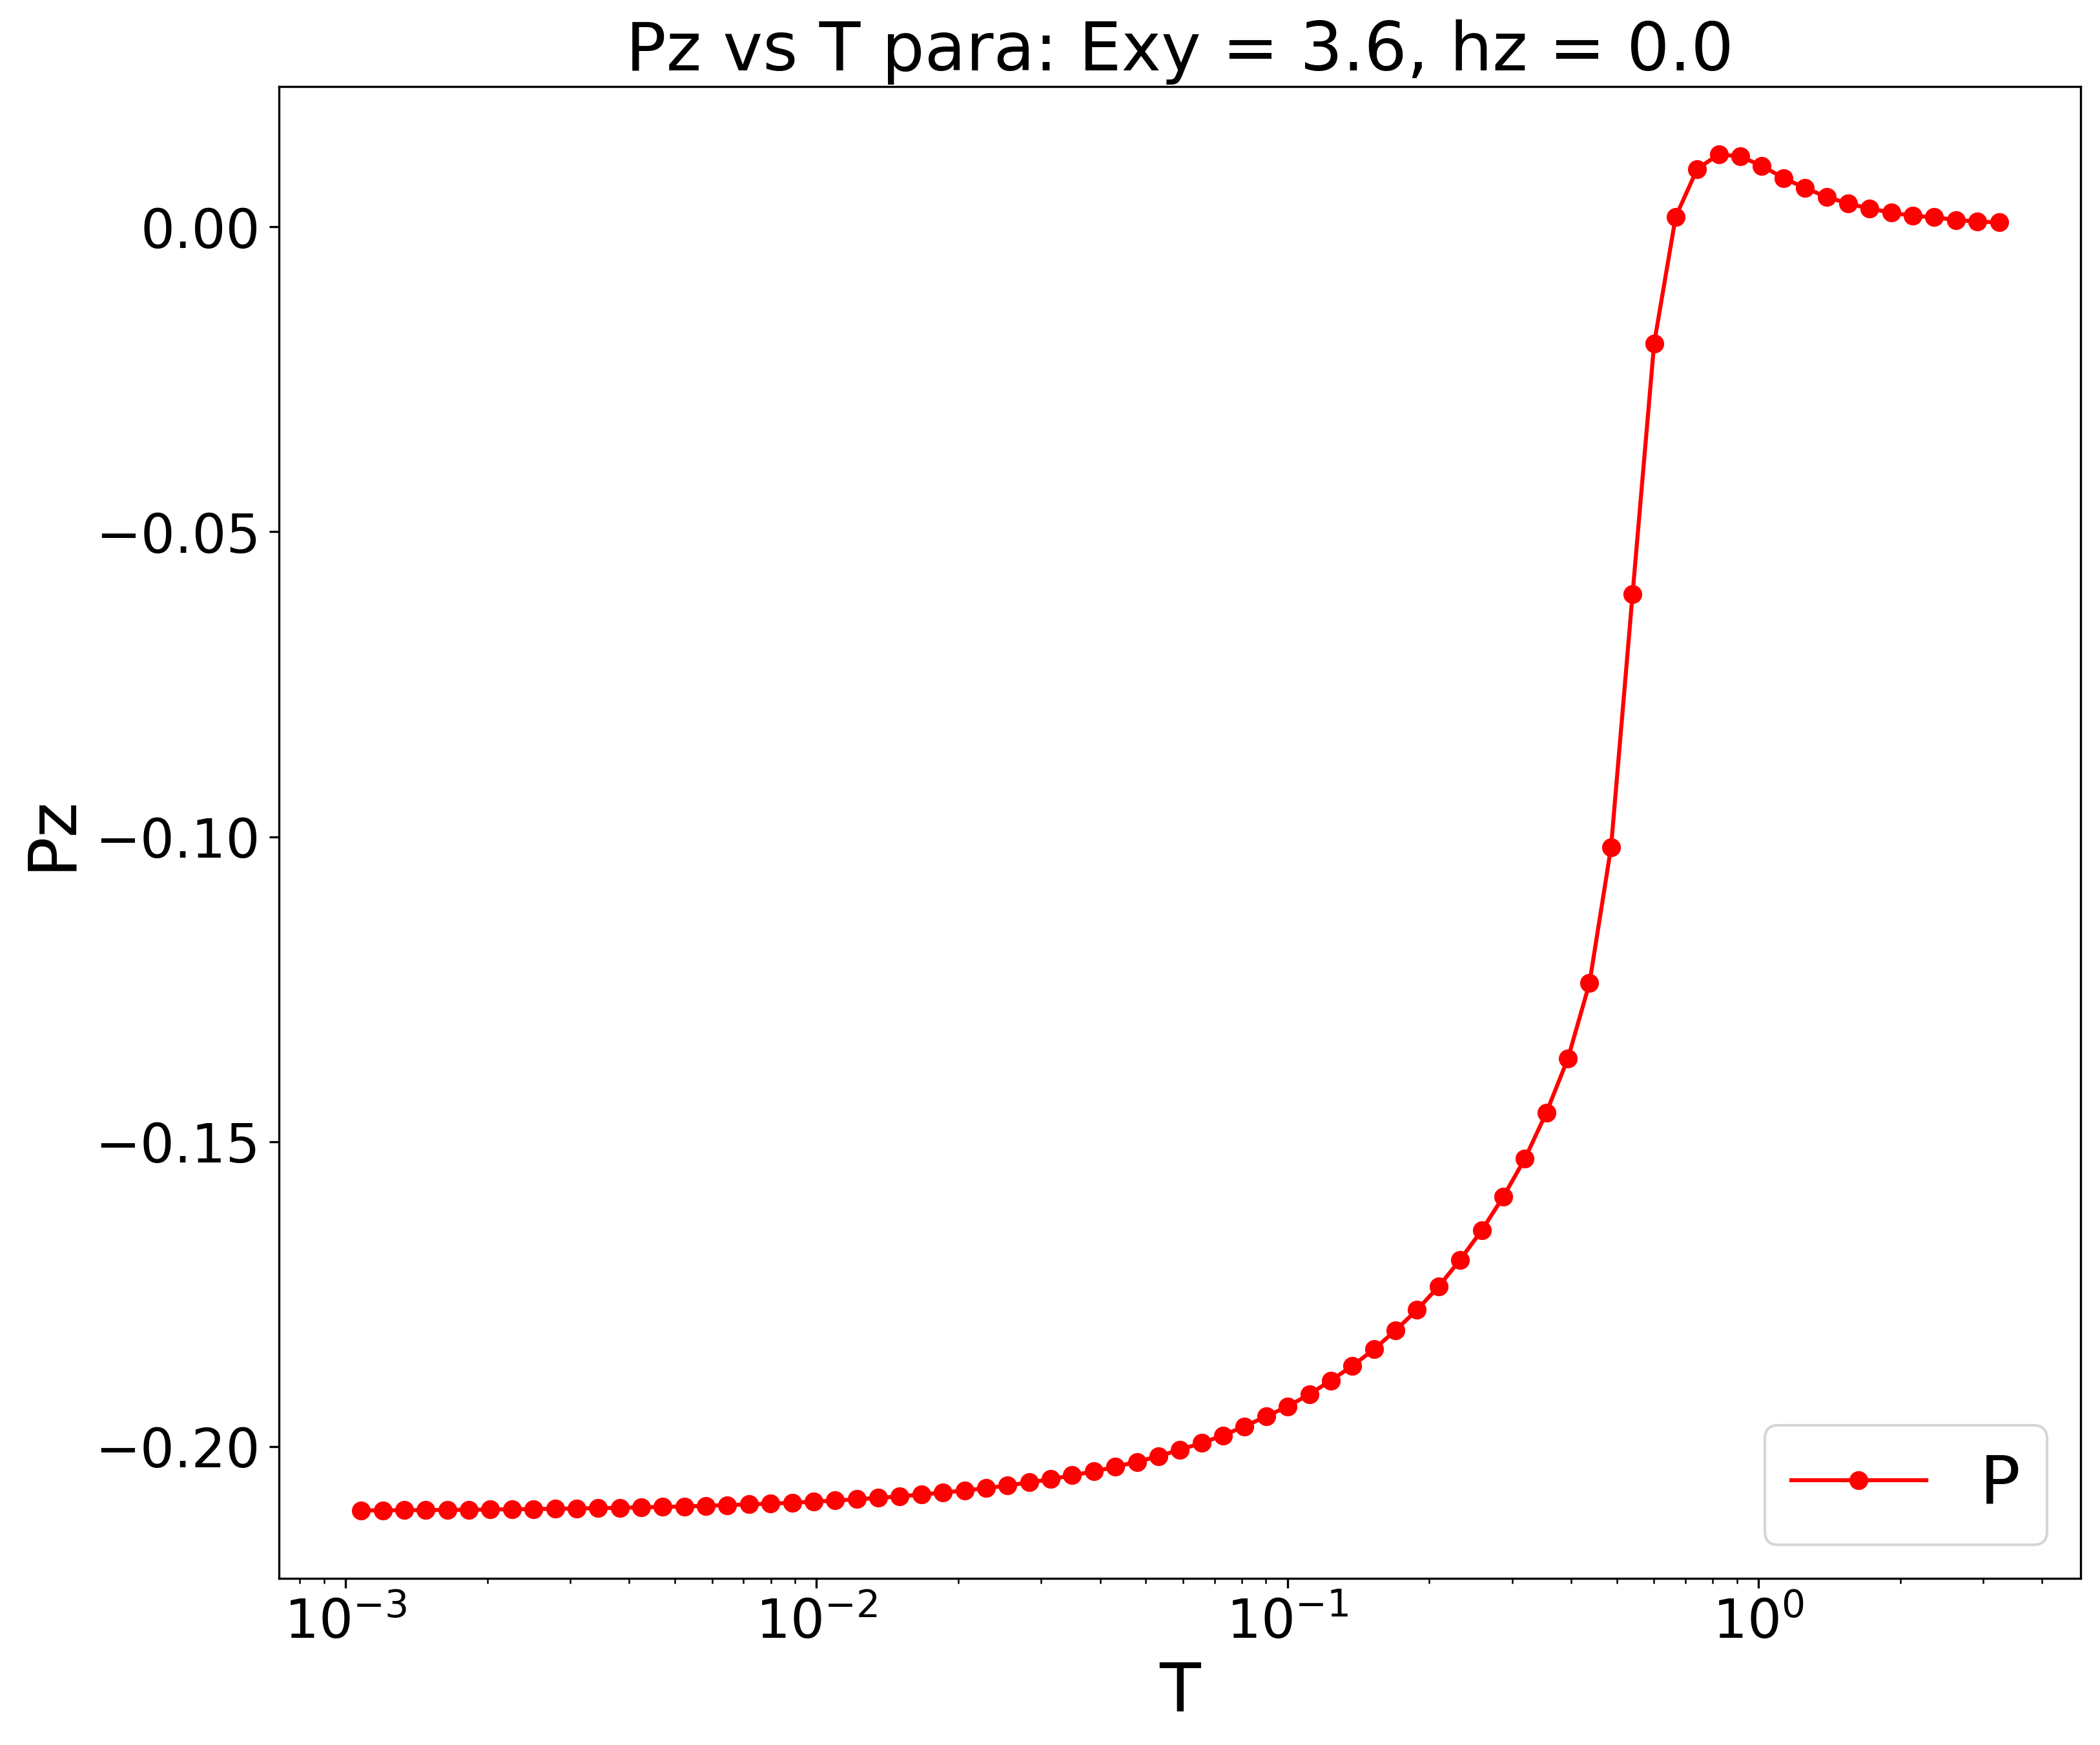 Pz vs T para: Exy = 3.6, hz = 0.0
Pz
0.00
−0.05
−0.10
−0.15
−0.20
P
10⁻³ 10⁻² 10⁻¹ 10⁰
T